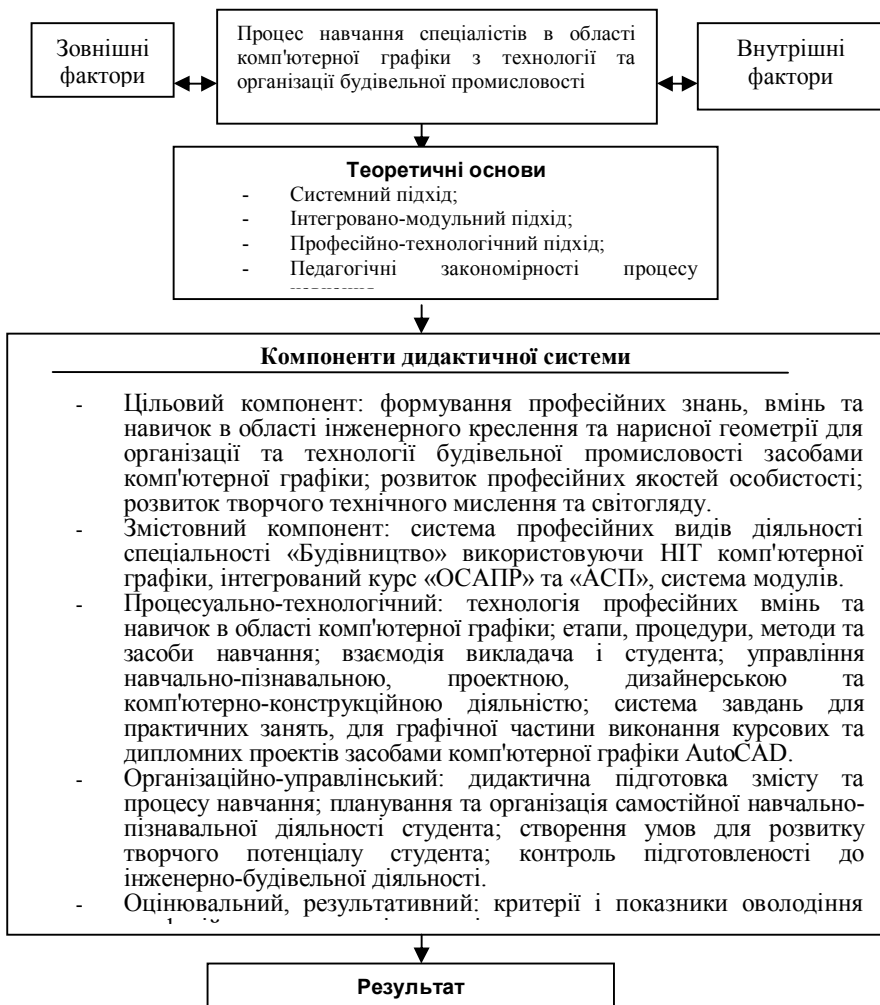 Зовнішні
фактори
Процес навчання спеціалістів в області
комп'ютерної графіки з технології та
організації будівельної промисловості
Внутрішні
фактори
Теоретичні основи
- Системний підхід;
- Інтегровано-модульний підхід;
- Професійно-технологічний підхід;
- Педагогічні закономірності процесу
Компоненти дидактичної системи
- Цільовий компонент: формування професійних знань, вмінь та
навичок в області інженерного креслення та нарисної геометрії для
організації та технології будівельної промисловості засобами
комп'ютерної графіки; розвиток професійних якостей особистості;
розвиток творчого технічного мислення та світогляду.
- Змістовний компонент: система професійних видів діяльності
спеціальності «Будівництво» використовуючи НІТ комп'ютерної
графіки, інтегрований курс «ОСАПР» та «АСП», система модулів.
- Процесуально-технологічний: технологія професійних вмінь та
навичок в області комп'ютерної графіки; етапи, процедури, методи та
засоби навчання; взаємодія викладача і студента; управління
навчально-пізнавальною, проектною, дизайнерською та
комп'ютерно-конструкційною діяльністю; система завдань для
практичних занять, для графічної частини виконання курсових та
дипломних проектів засобами комп'ютерної графіки AutoCAD.
- Організаційно-управлінський: дидактична підготовка змісту та
процесу навчання; планування та організація самостійної навчально-
пізнавальної діяльності студента; створення умов для розвитку
творчого потенціалу студента; контроль підготовленості до
інженерно-будівельної діяльності.
- Оцінювальний, результативний: критерії і показники оволодіння
Результат